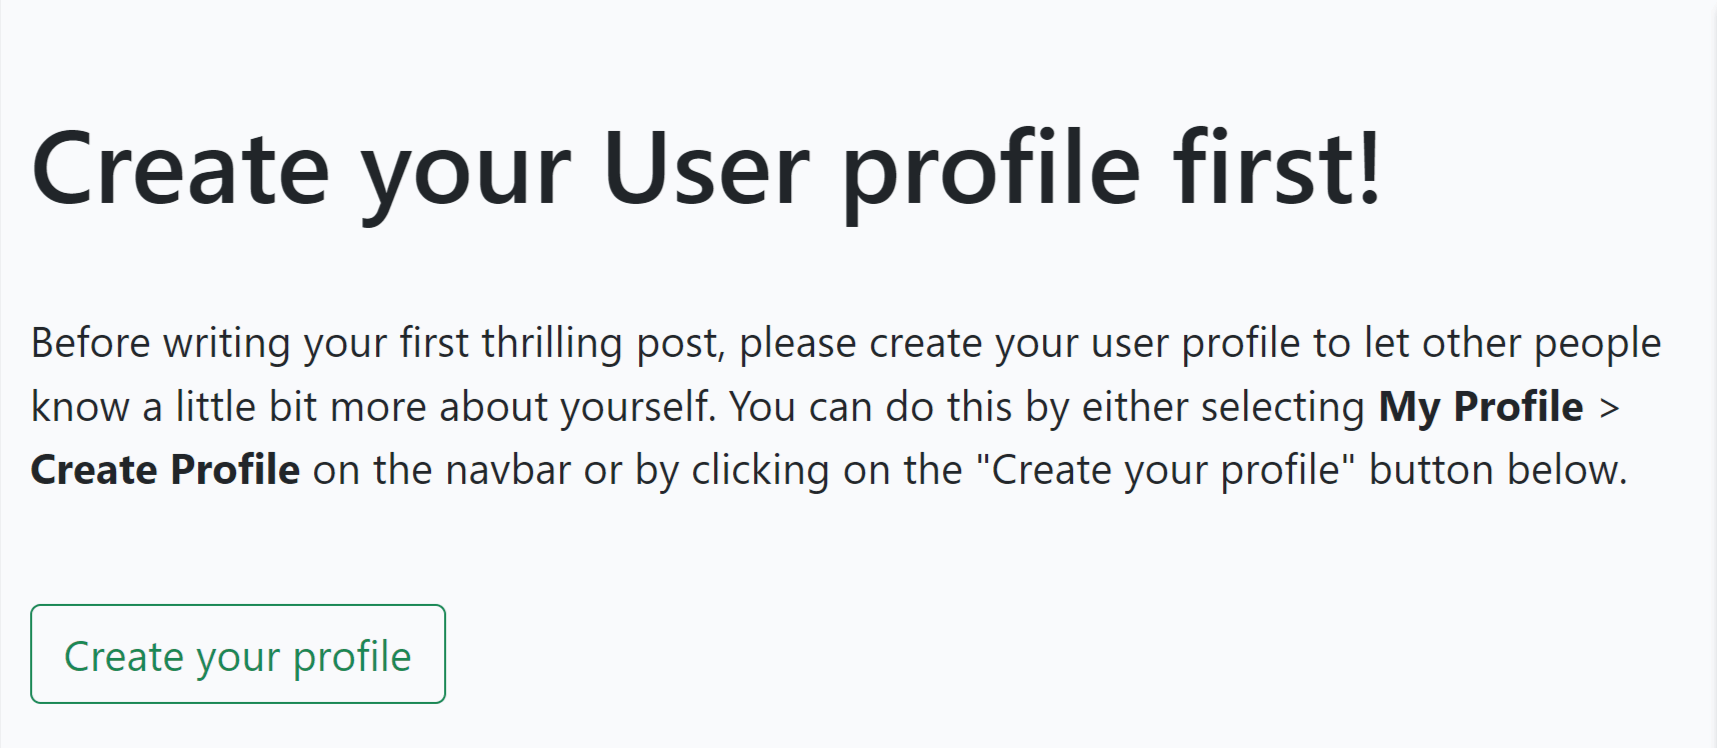 Create your User profile first!
Before writing your first thrilling post, please create your user profile to let other people
know a little bit more about yourself. You can do this by either selecting My Profile >
Create Profile on the navbar or by clicking on the "Create your profile" button below.
Create your profile